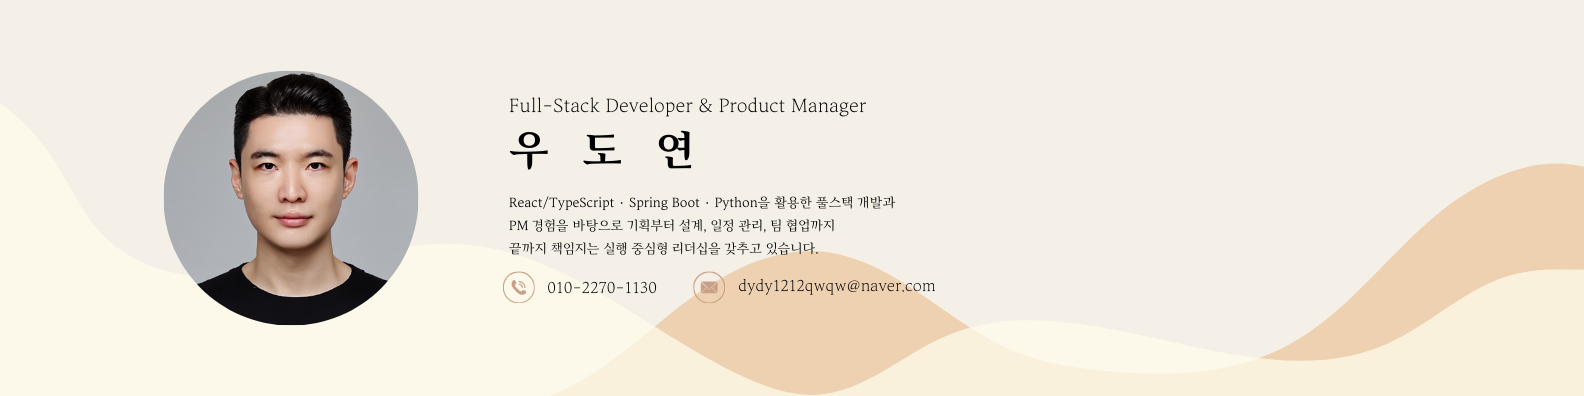 Full-Stack Developer & Product Manager
우 도 연
React/TypeScript · Spring Boot · Python을 활용한 풀스택 개발과
PM 경험을 바탕으로 기획부터 설계, 일정 관리, 팀 협업까지
끝까지 책임지는 실행 중심형 리더십을 갖추고 있습니다.
010-2270-1130
dydy1212qwqw@naver.com